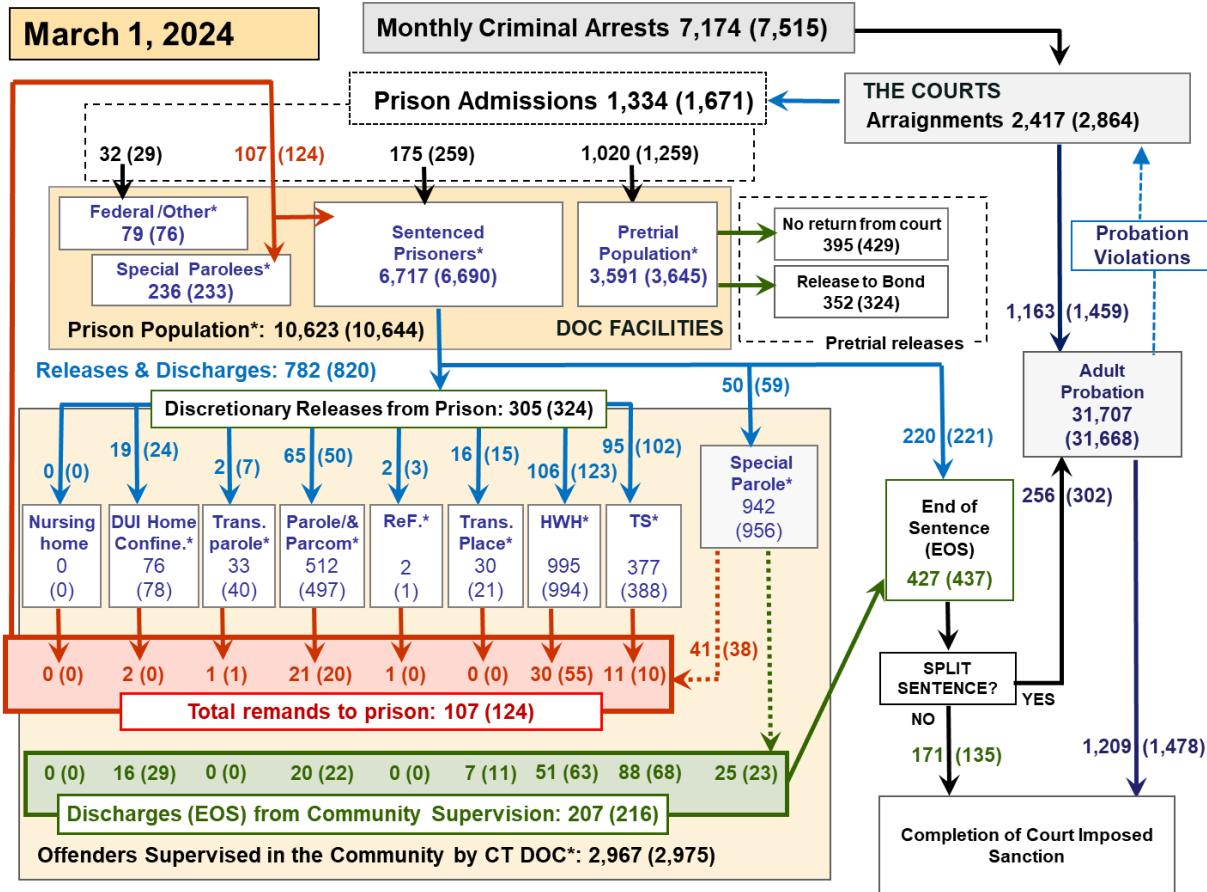 March 1, 2024
Monthly Criminal Arrests 7,174 (7,515)
Prison Admissions 1,334 (1,671)
THE COURTS
Arraignments 2,417 (2,864)
32 (29)
107 (124)
175 (259)
1,020 (1,259)
Federal /Other*
79 (76)
Special Parolees*
236 (233)
Sentenced
Prisoners*
6,717 (6,690)
Pretrial
Population*
3,591 (3,645)
No return from court
395 (429)
Release to Bond
352 (324)
Pretrial releases
Probation
Violations
Prison Population*: 10,623 (10,644)
DOC FACILITIES
1,163 (1,459)
Releases & Discharges: 782 (820)
50 (59)
Adult
Probation
31,707
(31,668)
Discretionary Releases from Prison: 305 (324)
0 (0)
19 (24)
2 (7)
65 (50)
2 (3)
16 (15)
106 (123)
95 (102)
220 (221)
256 (302)
Special
Parole*
942
(956)
Nursing
home
0
(0)
DUI Home
Confine.*
76
(78)
Trans.
parole*
33
(40)
Parole/&
Parcom*
512
(497)
ReF.*
2
(1)
Trans.
Place*
30
(21)
HWH*
995
(994)
TS*
377
(388)
End of
Sentence
(EOS)
427 (437)
0 (0)
2 (0)
1 (1)
21 (20)
1 (0)
0 (0)
30 (55)
11 (10)
41 (38)
Total remands to prison: 107 (124)
SPLIT
SENTENCE?
YES
NO
171 (135)
1,209 (1,478)
0 (0)
16 (29)
0 (0)
20 (22)
0 (0)
7 (11)
51 (63)
88 (68)
25 (23)
Discharges (EOS) from Community Supervision: 207 (216)
Offenders Supervised in the Community by CT DOC*: 2,967 (2,975)
Completion of Court Imposed
Sanction